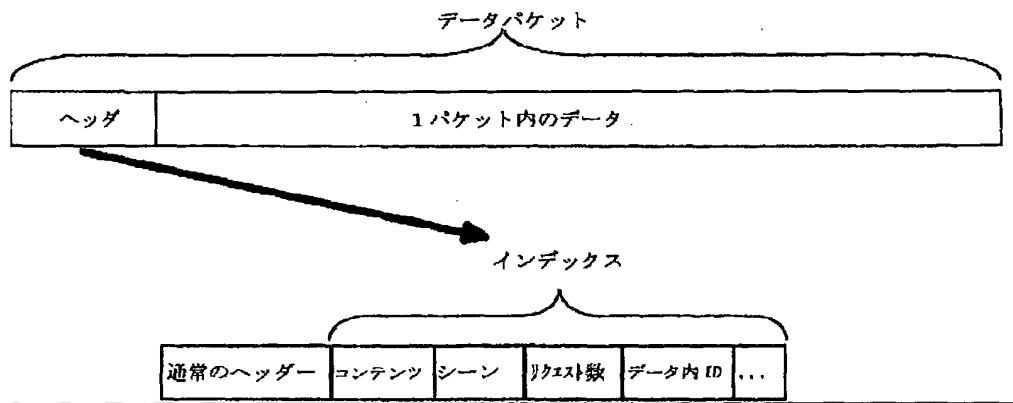 データパケット
ヘッダ 1パケット内のデータ
インデックス
通常のヘッダー コンテンツ シーン リクエスト数 データ内ID ...